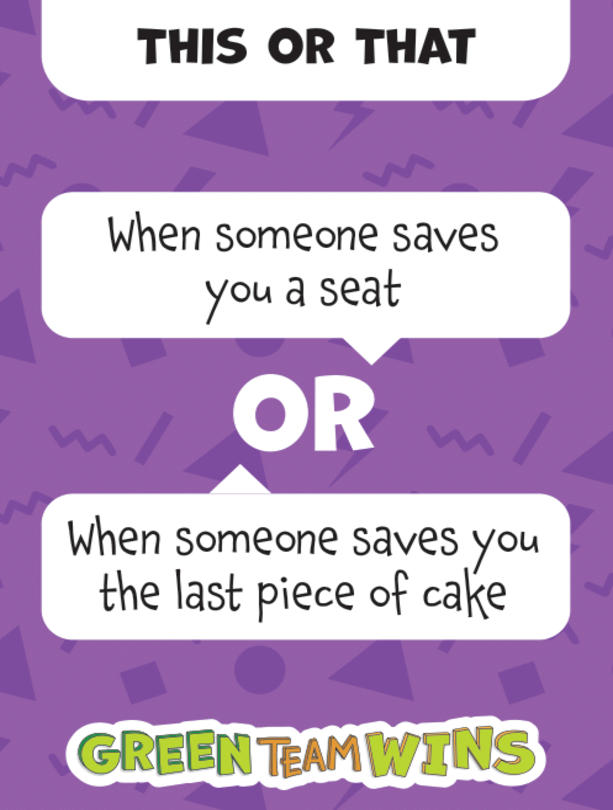 THIS OR THAT
When someone saves
you a seat
OR
When someone saves you
the last piece of cake
GREEN TEAM WINS